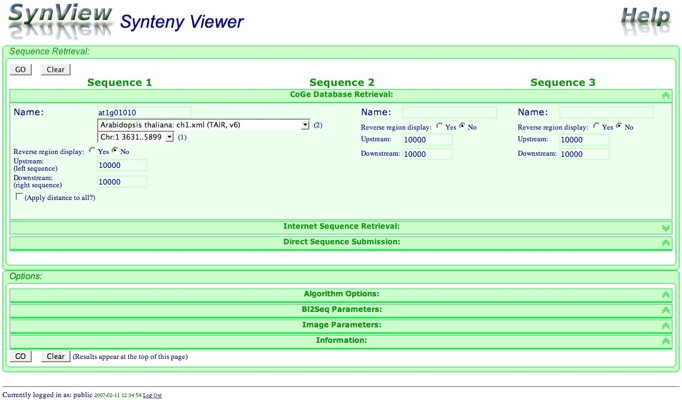 SynView Synteny Viewer Help
Sequence Retrieval:
GO Clear
Sequence 1 Sequence 2 Sequence 3
CoGe Database Retrieval:
Name: at1g01010 Name: Name:
Arabidopsis thaliana: ch1.xml (TAIR, v6) (2) Reverse region display: Yes No Reverse region display: Yes No
Chr:1 3631..5899 (1) Upstream: 10000 Upstream: 10000
Reverse region display: Yes No Downstream: 10000 Downstream: 10000
Upstream: (left sequence) 10000
Downstream: (right sequence) 10000
(Apply distance to all?)
Internet Sequence Retrieval:
Direct Sequence Submission:
Options:
Algorithm Options:
Bl2Seq Parameters:
Image Parameters:
Information:
GO Clear (Results appear at the top of this page)
Currently logged in as: public 2007-02-11 12:34:54 Log Out